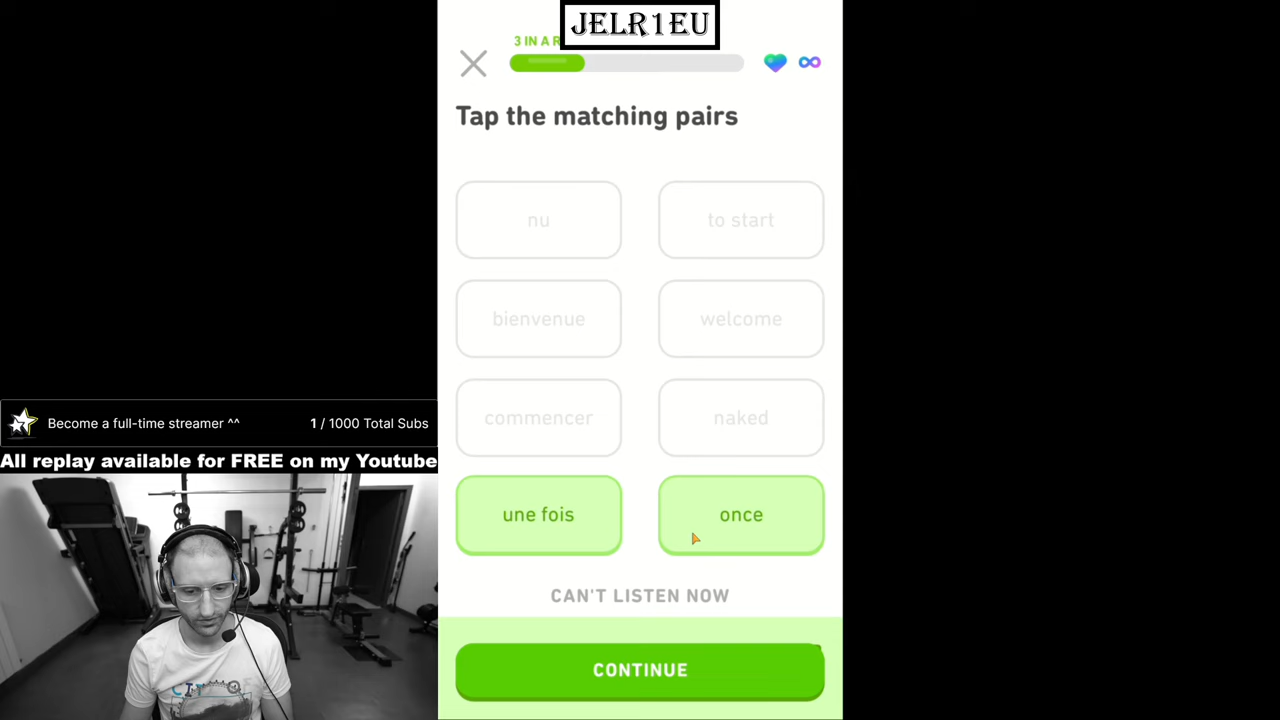 JELR1EU
3 IN A R
Tap the matching pairs
nu
to start
bienvenue
welcome
commencer
naked
une fois
once
CAN'T LISTEN NOW
CONTINUE
7
Become a full-time streamer ^^ 1 / 1000 Total Subs
All replay available for FREE on my Youtube